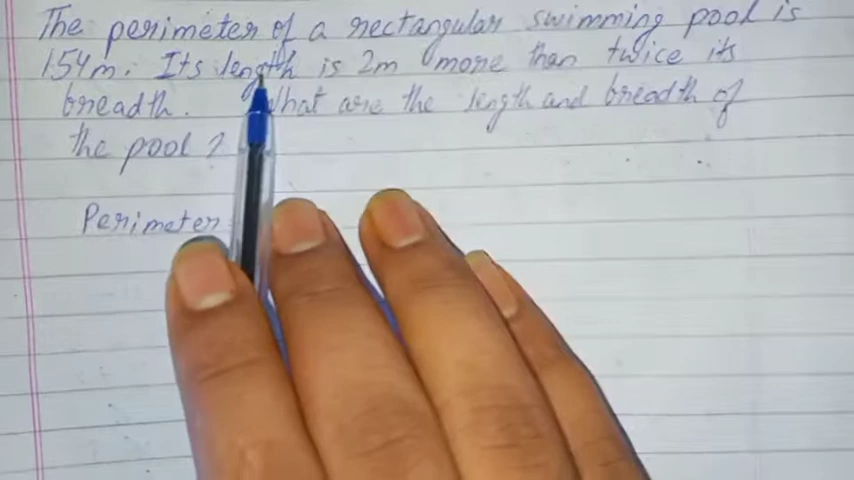 The perimeter of a rectangular swimming pool is
154m. Its length is 2m more than twice its
breadth. What are the length and breadth of
the pool ?
Perimeter